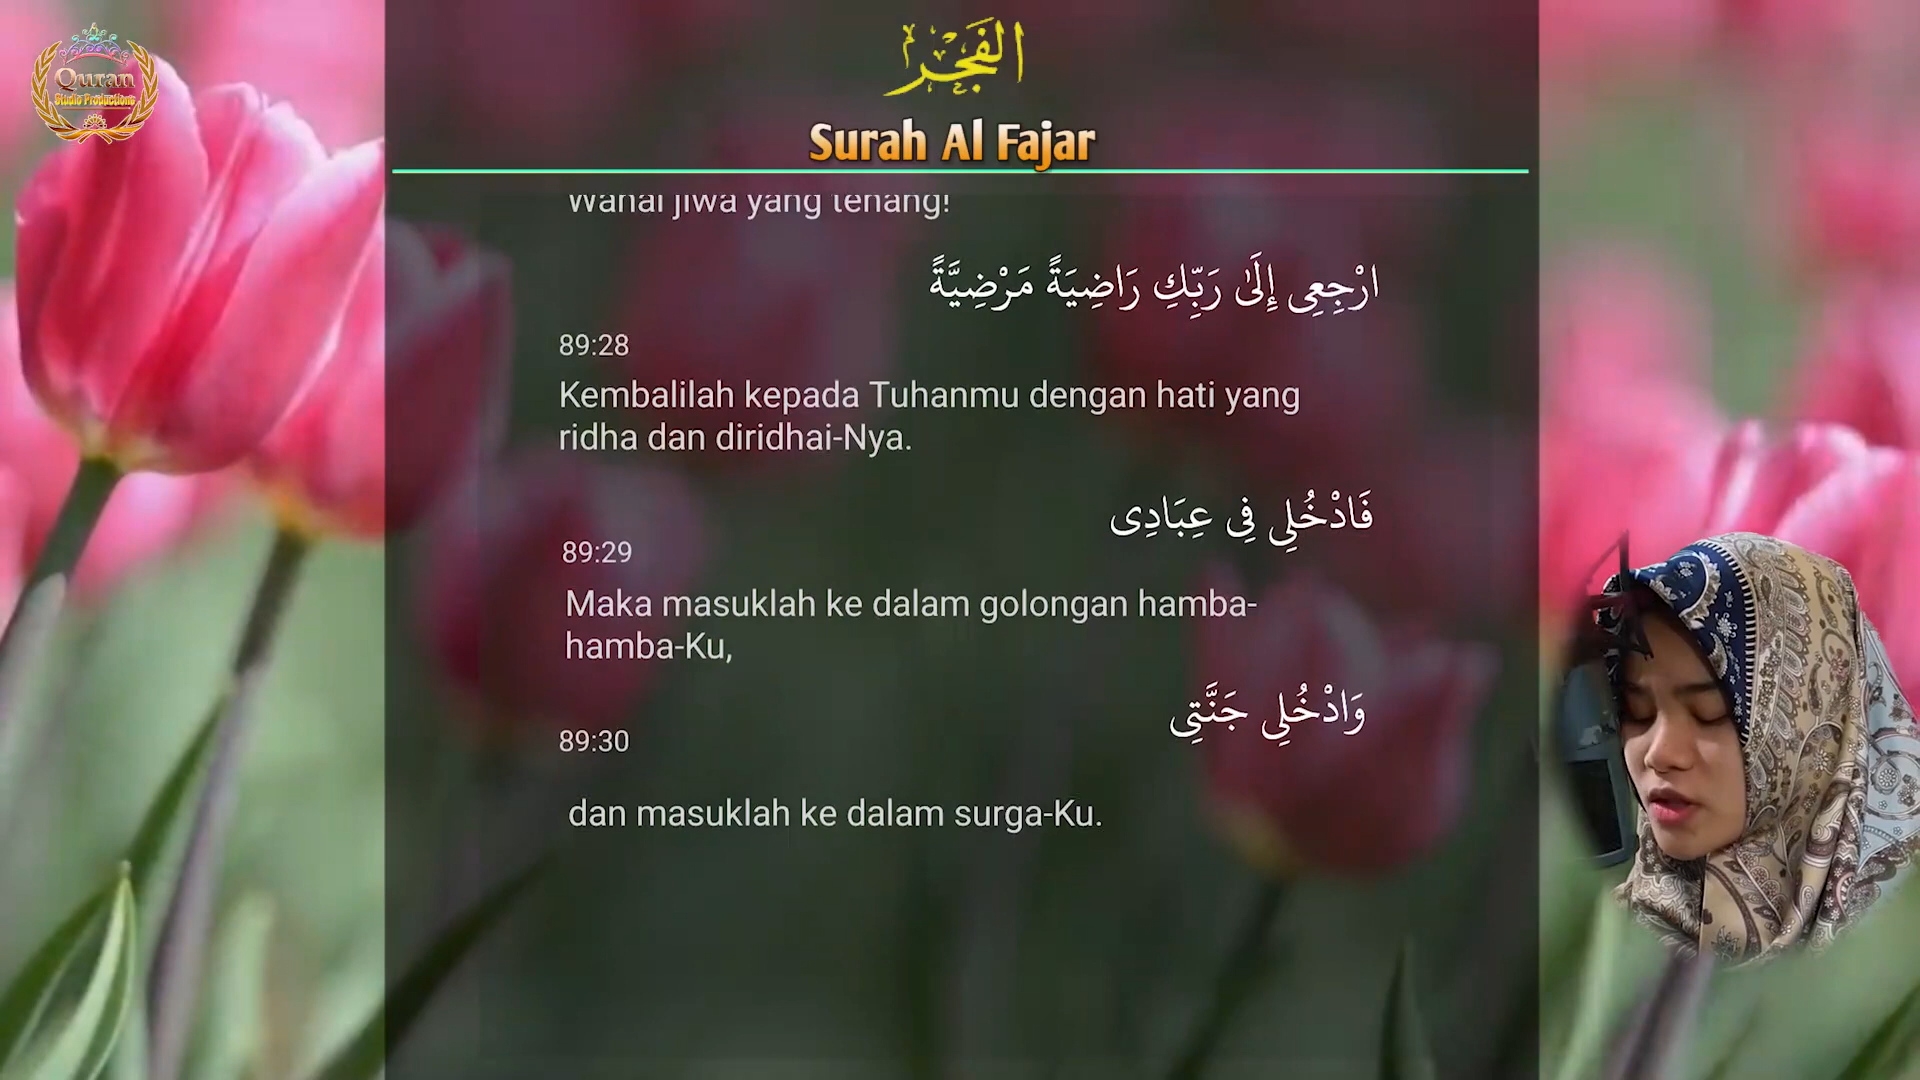 Quran
Studio Productions
الفجر
Surah Al Fajar
Wahai jiwa yang tenang!
ارْجِعِى إِلَىٰ رَبِّكِ رَاضِيَةً مَرْضِيَّةً
89:28
Kembalilah kepada Tuhanmu dengan hati yang
ridha dan diridhai-Nya.
فَادْخُلِى فِى عِبَادِى
89:29
Maka masuklah ke dalam golongan hamba-
hamba-Ku,
وَادْخُلِى جَنَّتِى
89:30
dan masuklah ke dalam surga-Ku.